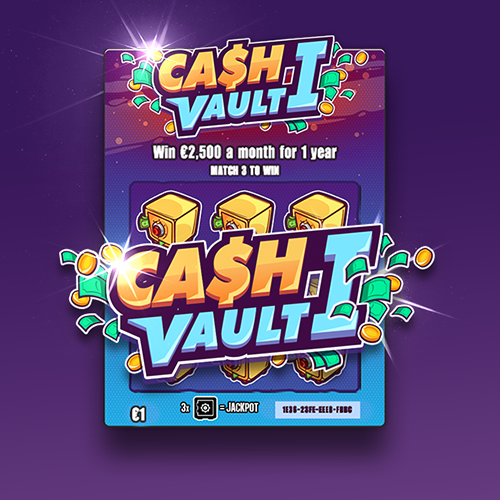 CA$H
VAULT I
Win €2,500 a month for 1 year
MATCH 3 TO WIN
CA$H
VAULT I
€1
3x = JACKPOT